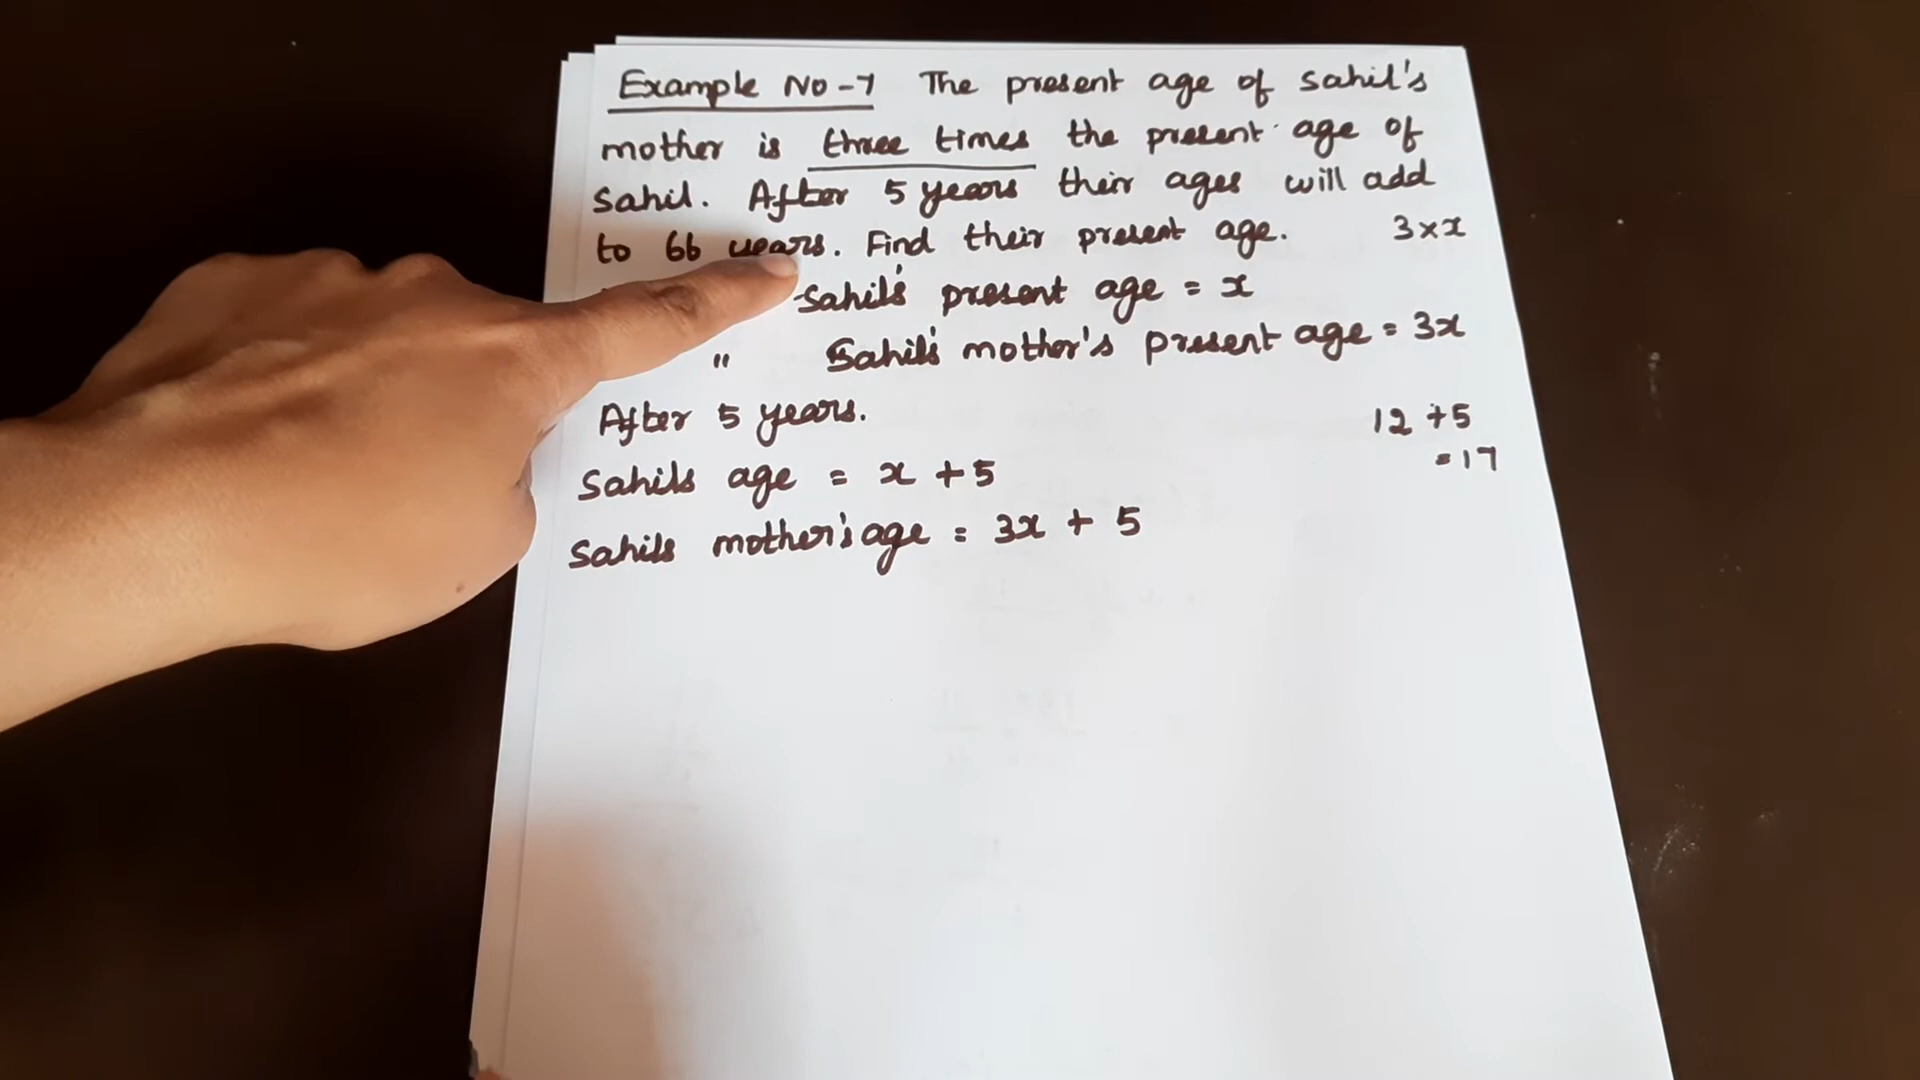 Example No-7 The present age of Sahil's
mother is three times the present age of
Sahil. After 5 years their ages will add
to 66 years. Find their present age. 3×x
Sahil's present age = x
" Sahil's mother's present age = 3x
After 5 years. 12 +5
Sahils age = x +5 =17
Sahils mother's age = 3x + 5